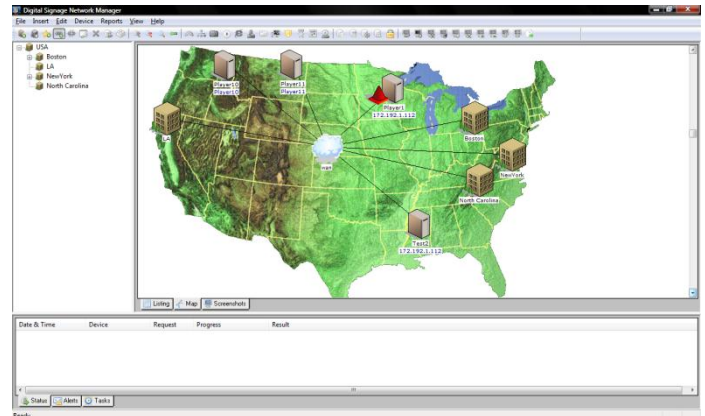 Digital Signage Network Manager
File Insert Edit Device Reports View Help
USA
Boston
LA
NewYork
North Carolina
Player10
Player10
Player11
Player11
Player1
172.192.1.112
LA
wan
Boston
NewYork
North Carolina
Test2
172.192.1.112
Listing Map Screenshots
Date & Time Device Request Progress Result
Status Alerts Tasks
Ready